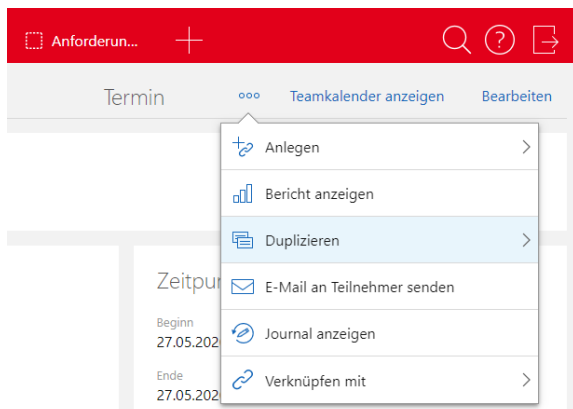 Anforderun...
Termin
Teamkalender anzeigen
Bearbeiten
Anlegen
Bericht anzeigen
Duplizieren
Zeitpu
E-Mail an Teilnehmer senden
Beginn
27.05.202
Journal anzeigen
Ende
27.05.202
Verknüpfen mit